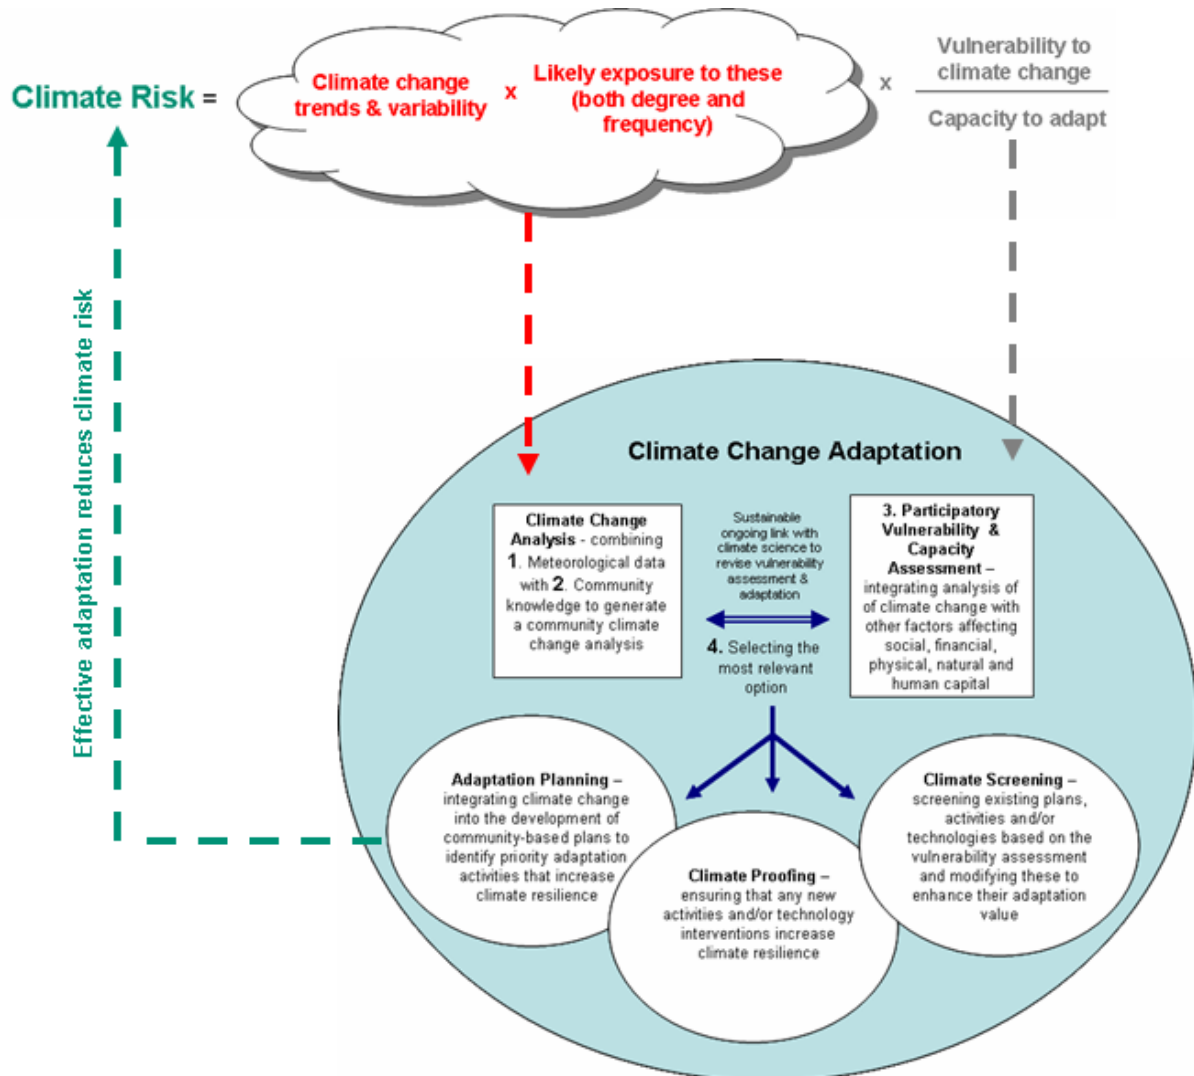 Climate Risk =
Climate change
trends & variability
x
Likely exposure to these
(both degree and
frequency)
x
Vulnerability to
climate change
Capacity to adapt
Effective adaptation reduces climate risk
Climate Change Adaptation
Climate Change
Analysis - combining
1. Meteorological data
with 2. Community
knowledge to generate
a community climate
change analysis
Sustainable
ongoing link with
climate science to
revise vulnerability
assessment &
adaptation
4. Selecting the
most relevant
option
3. Participatory
Vulnerability &
Capacity
Assessment –
integrating analysis of
of climate change with
other factors affecting
social, financial,
physical, natural and
human capital
Adaptation Planning –
integrating climate change
into the development of
community-based plans to
identify priority adaptation
activities that increase
climate resilience
Climate Proofing –
ensuring that any new
activities and/or technology
interventions increase
climate resilience
Climate Screening –
screening existing plans,
activities and/or
technologies based on the
vulnerability assessment
and modifying these to
enhance their adaptation
value